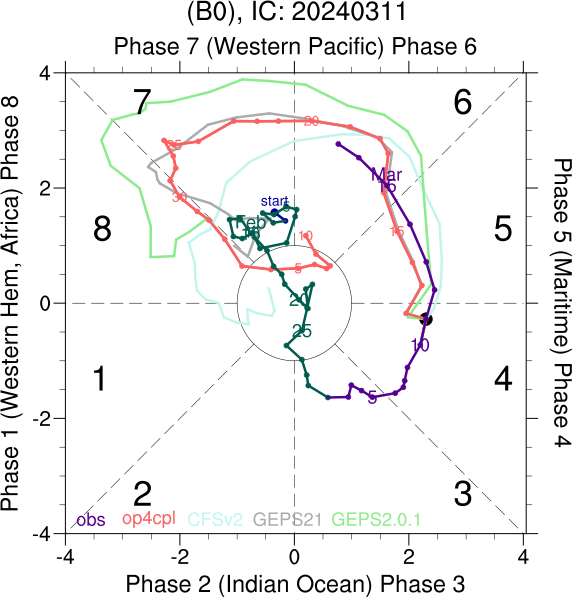 (B0), IC: 20240311
Phase 7 (Western Pacific) Phase 6
Phase 1 (Western Hem, Africa) Phase 8
Phase 5 (Maritime) Phase 4
4
2
0
-2
-4
7
6
8
5
1
4
2
3
20
25
30
start
5
Feb
15
10
5
20
25
Mar
15
15
10
5
obs op4cpl CFSv2 GEPS21 GEPS2.0.1
-4 -2 0 2 4
Phase 2 (Indian Ocean) Phase 3